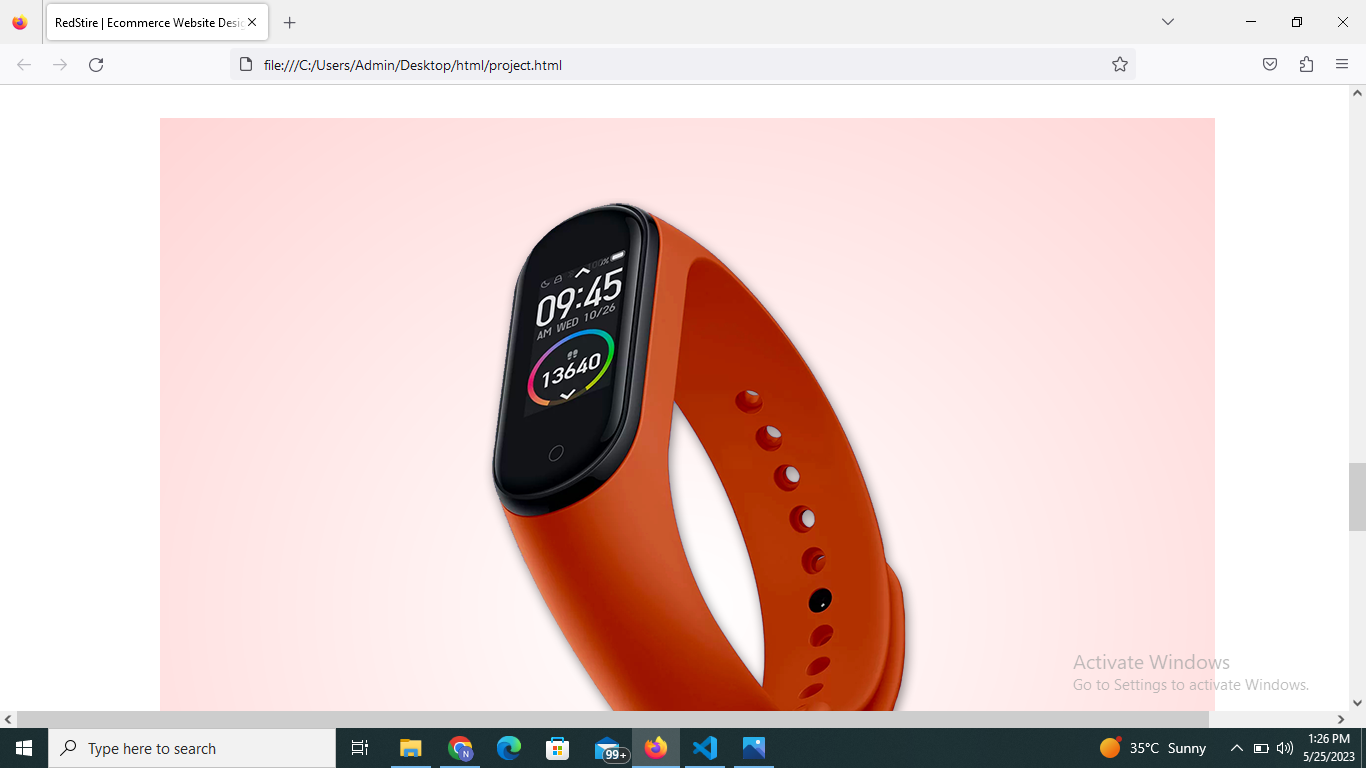 RedStire | Ecommerce Website Desig
file:///C:/Users/Admin/Desktop/html/project.html
09:45
AM WED 10/26
13640
Activate Windows
Go to Settings to activate Windows.
Type here to search
N
99+
35°C Sunny
1:26 PM
5/25/2023